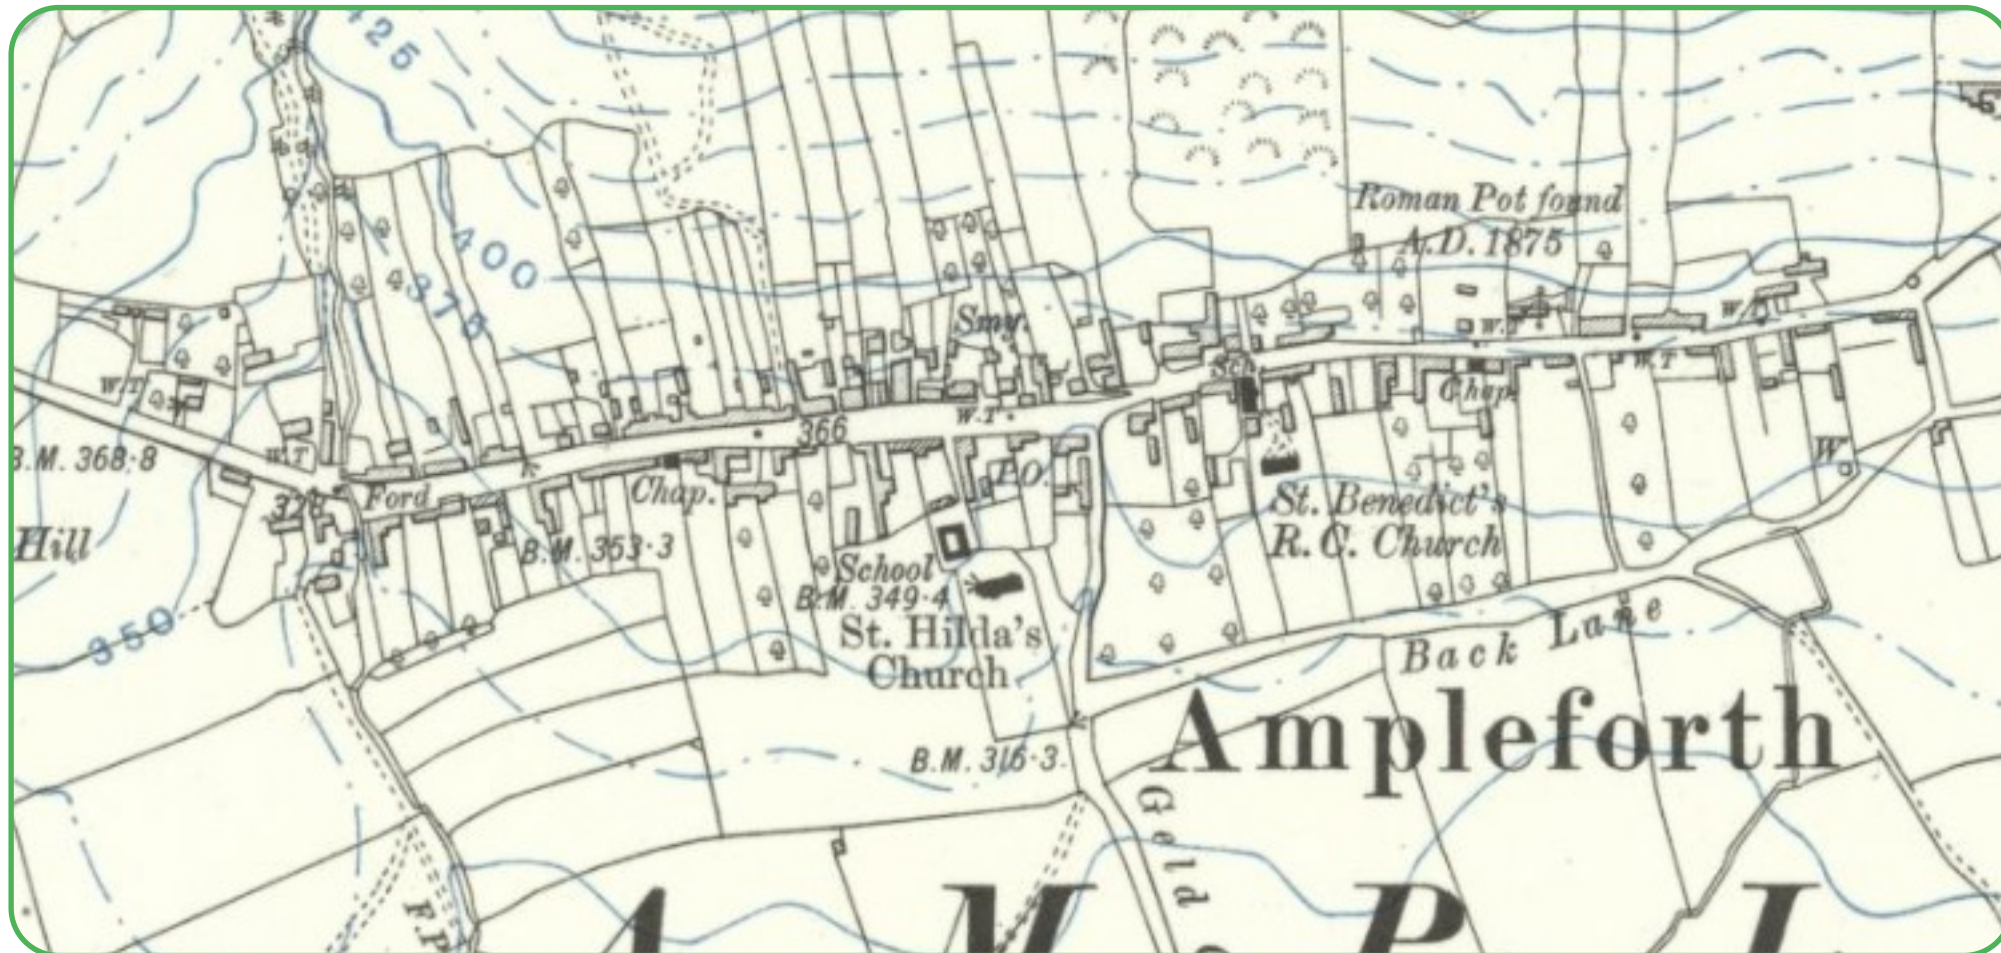 425
400
375
Roman Pot found
A.D. 1875
Smy.
W.T
W.T
Sch.
W.T
W.T
366
Chap.
B.M. 368·8
W.T
Ford
328
Chap.
P.O.
W
Hill
B.M. 353·3
St. Benedict's
R. C. Church
School
B.M. 349·4
350
St. Hilda's
Church
Back Lane
Ampleforth
B.M. 316·3
Geld
F.P.
A M P L